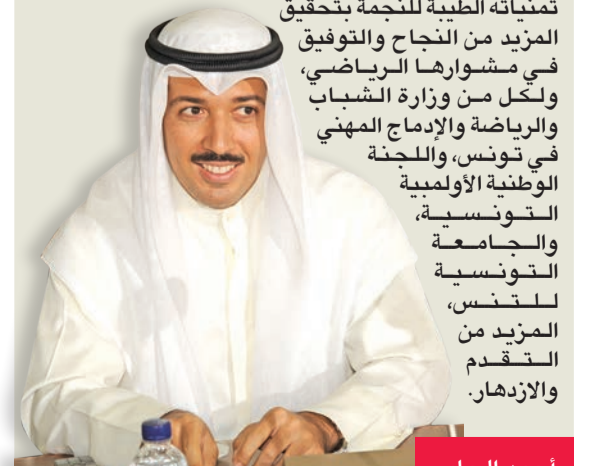 تمنياته الطيبة للنجمة بتحقيق
المزيد من النجاح والتوفيق
في مشوارها الرياضي،
ولكل من وزارة الشباب
والرياضة والإدماج المهني
في تونس، واللجنة
الوطنية الأولمبية
التونسية،
والجامعة
التونسية
للتنس،
المزيد من
التقدم
والازدهار.